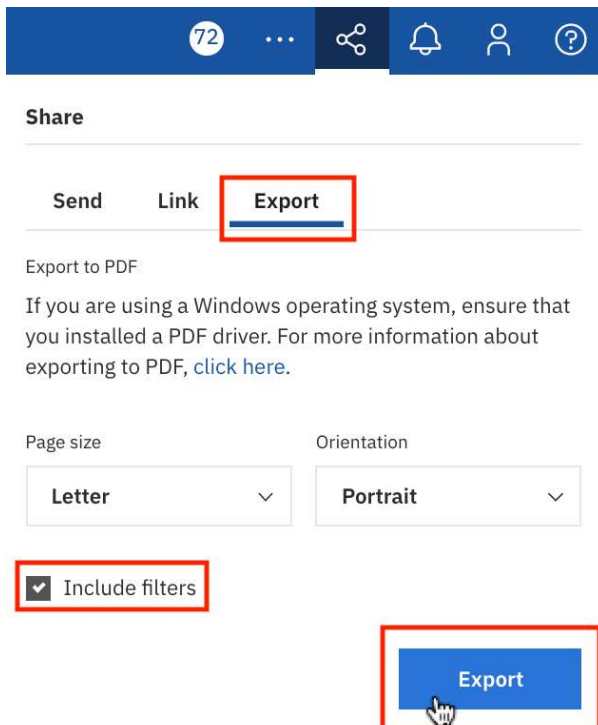 72 ...
Share
Send Link Export
Export to PDF
If you are using a Windows operating system, ensure that
you installed a PDF driver. For more information about
exporting to PDF, click here.
Page size Orientation
Letter Portrait
Include filters
Export